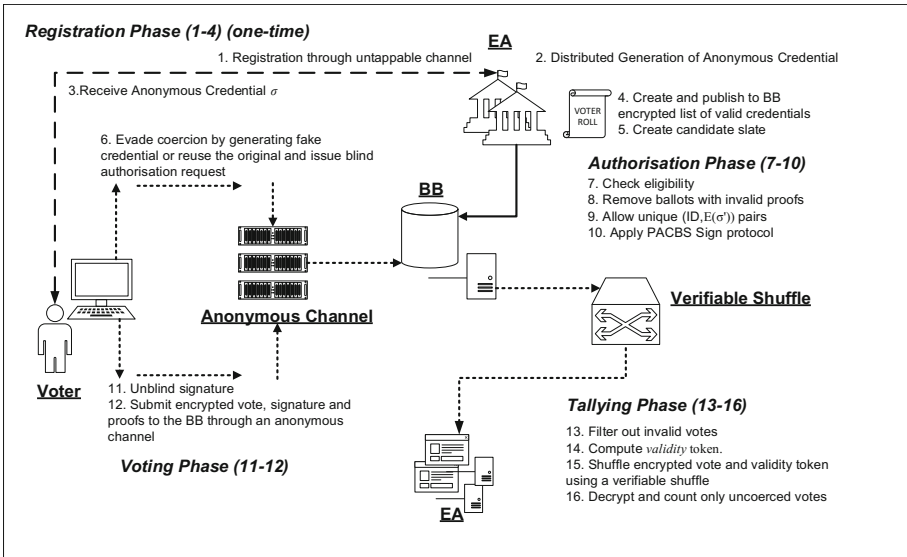 Registration Phase (1-4) (one-time)
EA
1. Registration through untappable channel
2. Distributed Generation of Anonymous Credential
3.Receive Anonymous Credential σ
VOTER
ROLL
4. Create and publish to BB
encrypted list of valid credentials
5. Create candidate slate
6. Evade coercion by generating fake
credential or reuse the original and issue blind
authorisation request
Authorisation Phase (7-10)
7. Check eligibility
8. Remove ballots with invalid proofs
9. Allow unique (ID,E(σ')) pairs
10. Apply PACBS Sign protocol
BB
Anonymous Channel
Verifiable Shuffle
Voter
11. Unblind signature
12. Submit encrypted vote, signature and
proofs to the BB through an anonymous
channel
Voting Phase (11-12)
Tallying Phase (13-16)
13. Filter out invalid votes
14. Compute validity token.
15. Shuffle encrypted vote and validity token
using a verifiable shuffle
16. Decrypt and count only uncoerced votes
EA